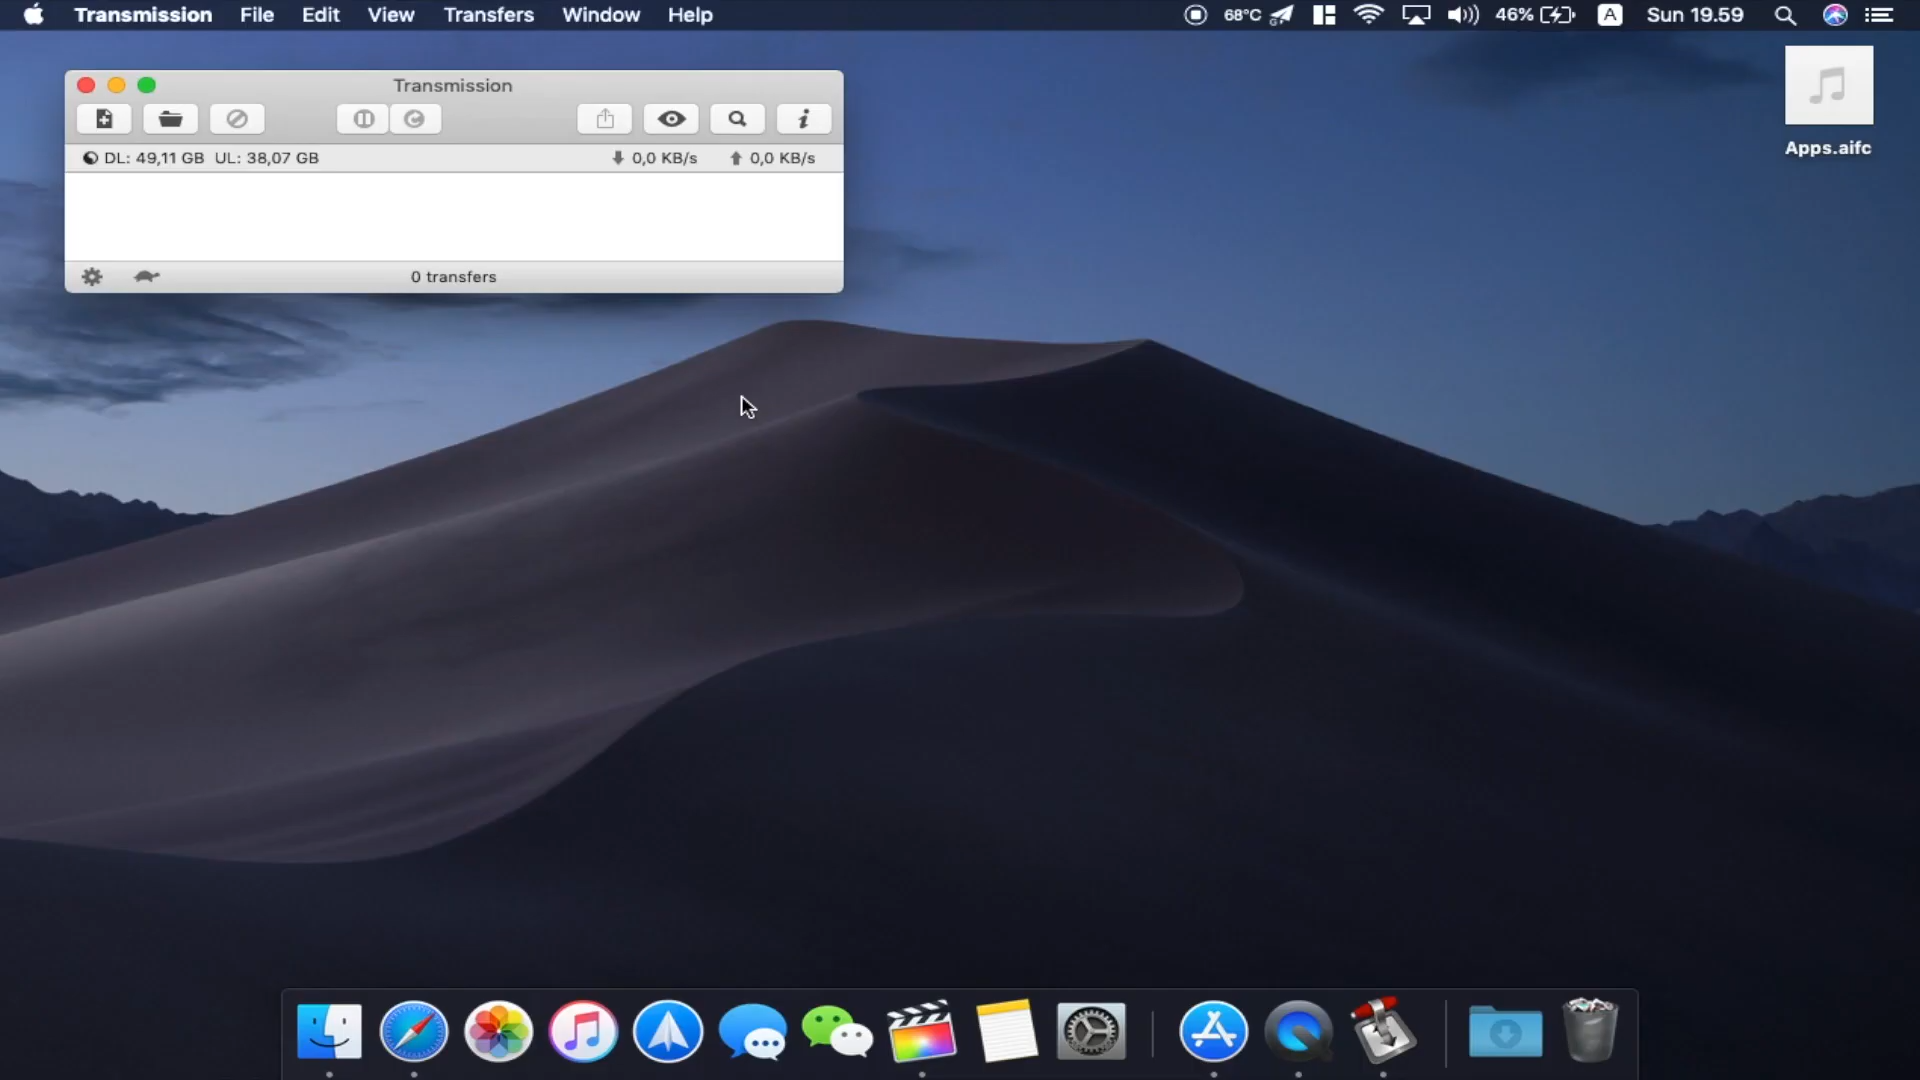 Transmission File Edit View Transfers Window Help 68°C 46% A Sun 19.59
Transmission
DL: 49,11 GB UL: 38,07 GB 0,0 KB/s 0,0 KB/s
0 transfers
Apps.aifc